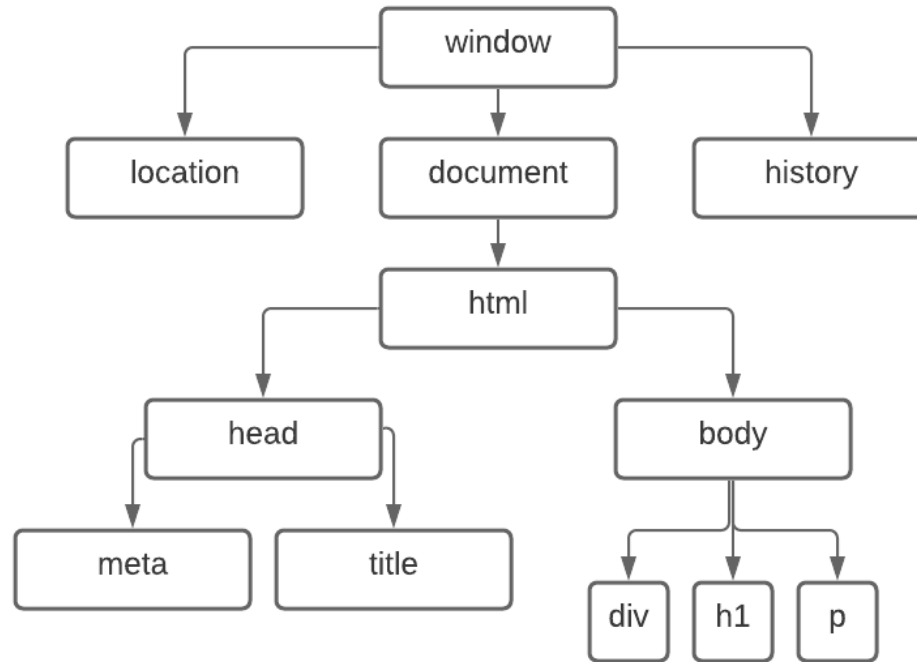 window
location
document
history
html
head
body
meta
title
div
h1
p